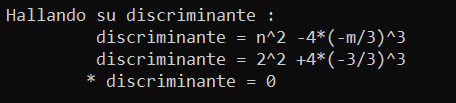 Hallando su discriminante :
discriminante = n^2 -4*(-m/3)^3
discriminante = 2^2 +4*(-3/3)^3
* discriminante = 0